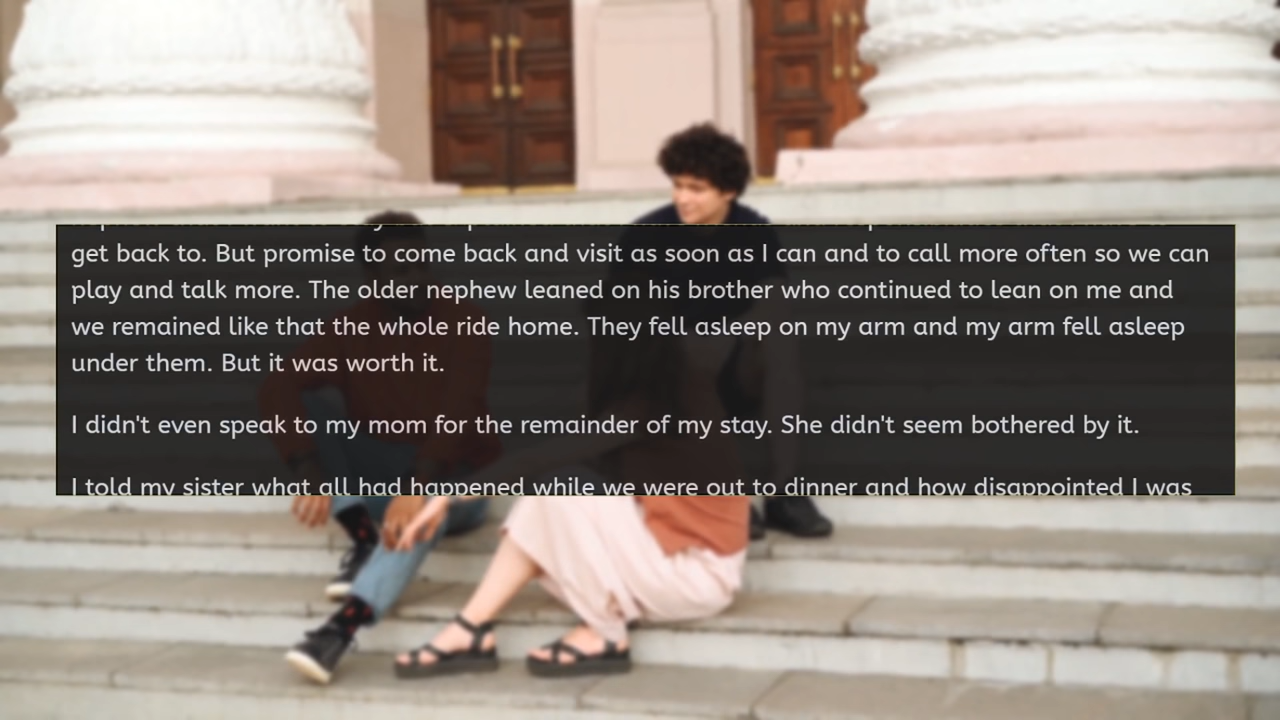 get back to. But promise to come back and visit as soon as I can and to call more often so we can
play and talk more. The older nephew leaned on his brother who continued to lean on me and
we remained like that the whole ride home. They fell asleep on my arm and my arm fell asleep
under them. But it was worth it.
I didn't even speak to my mom for the remainder of my stay. She didn't seem bothered by it.
I told my sister what all had happened while we were out to dinner and how disappointed I was